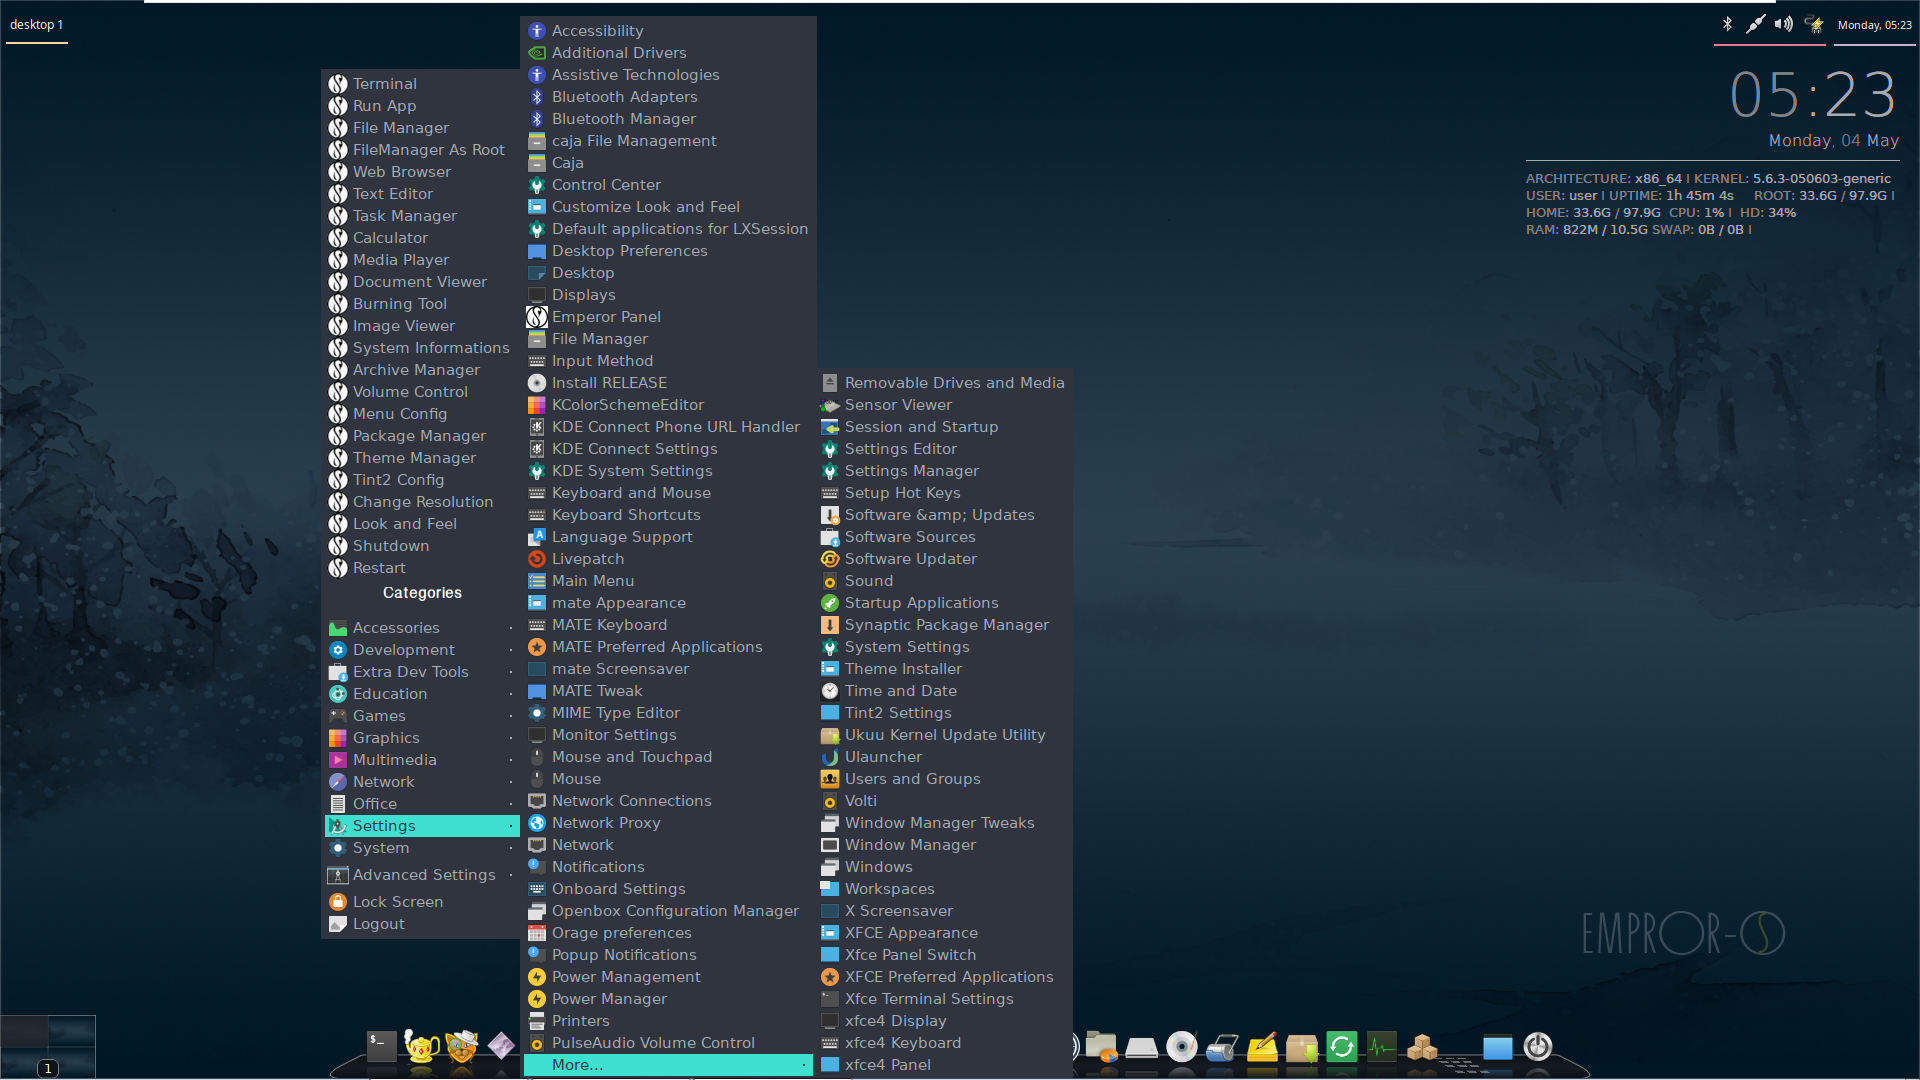 desktop 1
Monday, 05:23
05:23
Monday, 04 May
ARCHITECTURE: x86_64 I KERNEL: 5.6.3-050603-generic
USER: user I UPTIME: 1h 45m 4s ROOT: 33.6G / 97.9G I
HOME: 33.6G / 97.9G CPU: 1% I HD: 34%
RAM: 822M / 10.5G SWAP: 0B / 0B I
Terminal
Run App
File Manager
FileManager As Root
Web Browser
Text Editor
Task Manager
Calculator
Media Player
Document Viewer
Burning Tool
Image Viewer
System Informations
Archive Manager
Volume Control
Menu Config
Package Manager
Theme Manager
Tint2 Config
Change Resolution
Look and Feel
Shutdown
Restart
Categories
Accessories
Development
Extra Dev Tools
Education
Games
Graphics
Multimedia
Network
Office
Settings
System
Advanced Settings
Lock Screen
Logout
Accessibility
Additional Drivers
Assistive Technologies
Bluetooth Adapters
Bluetooth Manager
caja File Management
Caja
Control Center
Customize Look and Feel
Default applications for LXSession
Desktop Preferences
Desktop
Displays
Emperor Panel
File Manager
Input Method
Install RELEASE
KColorSchemeEditor
KDE Connect Phone URL Handler
KDE Connect Settings
KDE System Settings
Keyboard and Mouse
Keyboard Shortcuts
Language Support
Livepatch
Main Menu
mate Appearance
MATE Keyboard
MATE Preferred Applications
mate Screensaver
MATE Tweak
MIME Type Editor
Monitor Settings
Mouse and Touchpad
Mouse
Network Connections
Network Proxy
Network
Notifications
Onboard Settings
Openbox Configuration Manager
Orage preferences
Popup Notifications
Power Management
Power Manager
Printers
PulseAudio Volume Control
More...
Removable Drives and Media
Sensor Viewer
Session and Startup
Settings Editor
Settings Manager
Setup Hot Keys
Software &amp; Updates
Software Sources
Software Updater
Sound
Startup Applications
Synaptic Package Manager
System Settings
Theme Installer
Time and Date
Tint2 Settings
Ukuu Kernel Update Utility
Ulauncher
Users and Groups
Volti
Window Manager Tweaks
Window Manager
Windows
Workspaces
X Screensaver
XFCE Appearance
Xfce Panel Switch
XFCE Preferred Applications
Xfce Terminal Settings
xfce4 Display
xfce4 Keyboard
xfce4 Panel
EMPROR-OS
1